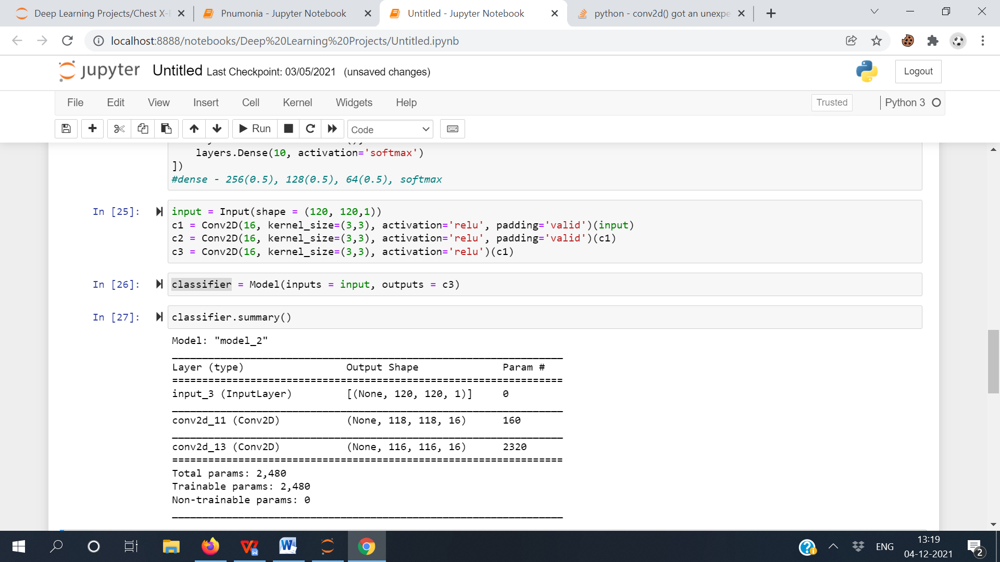 Deep Learning Projects/Chest X-
Pnumonia - Jupyter Notebook
Untitled - Jupyter Notebook
python - conv2d() got an unexpe
localhost:8888/notebooks/Deep%20Learning%20Projects/Untitled.ipynb
jupyter Untitled Last Checkpoint: 03/05/2021 (unsaved changes)
Logout
File Edit View Insert Cell Kernel Widgets Help
Trusted
Python 3
Run
Code
layers.Dense(10, activation='softmax')
])
#dense - 256(0.5), 128(0.5), 64(0.5), softmax
In [25]:
input = Input(shape = (120, 120,1))
c1 = Conv2D(16, kernel_size=(3,3), activation='relu', padding='valid')(input)
c2 = Conv2D(16, kernel_size=(3,3), activation='relu', padding='valid')(c1)
c3 = Conv2D(16, kernel_size=(3,3), activation='relu')(c1)
In [26]:
classifier = Model(inputs = input, outputs = c3)
In [27]:
classifier.summary()
Model: "model_2"
Layer (type) Output Shape Param #
=================================================================
input_3 (InputLayer) [(None, 120, 120, 1)] 0
conv2d_11 (Conv2D) (None, 118, 118, 16) 160
conv2d_13 (Conv2D) (None, 116, 116, 16) 2320
=================================================================
Total params: 2,480
Trainable params: 2,480
Non-trainable params: 0
ENG
13:19
04-12-2021
2